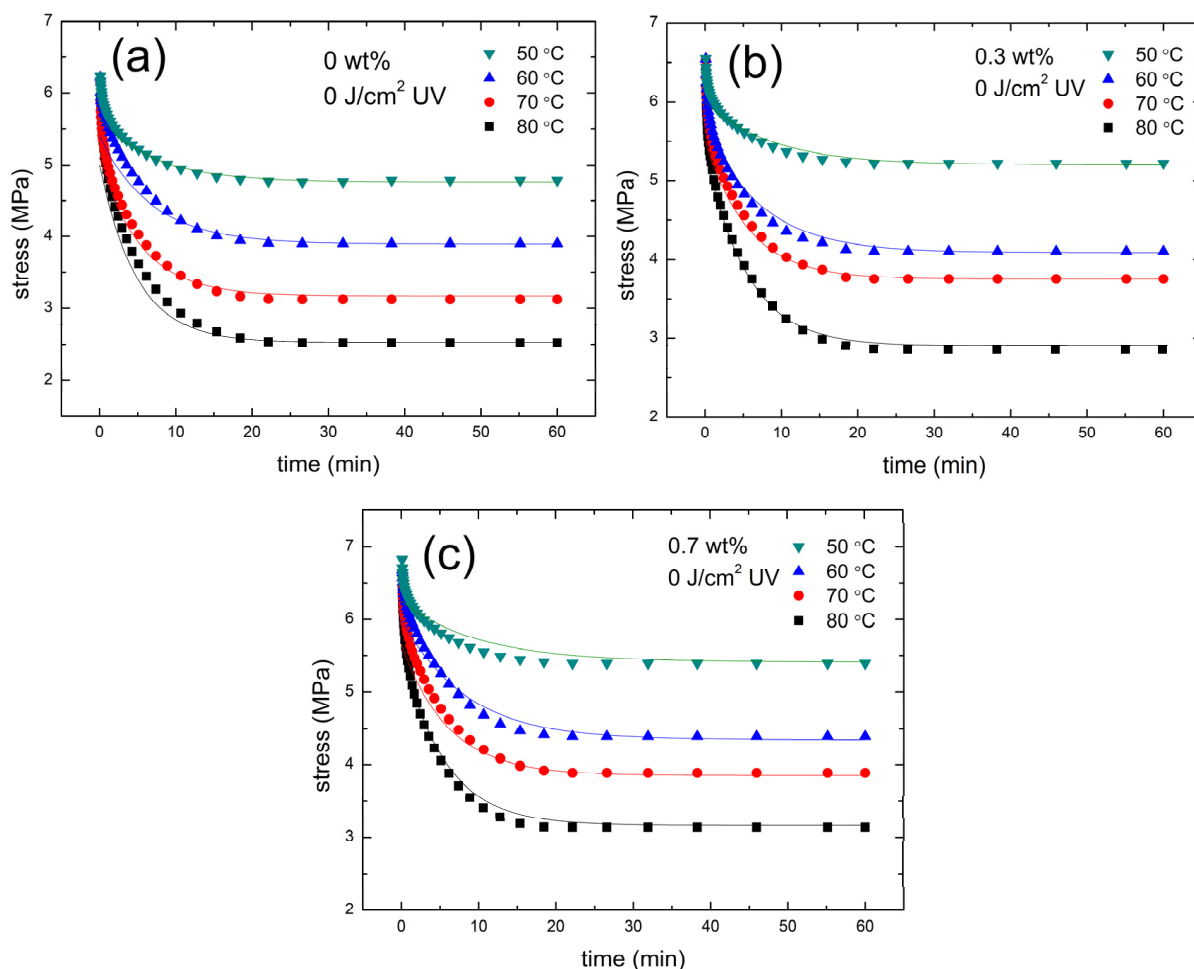 (a)
0 wt%
0 J/cm² UV
50 °C
60 °C
70 °C
80 °C
7
6
5
4
3
2
stress (MPa)
0 10 20 30 40 50 60
time (min)
(b)
0.3 wt%
0 J/cm² UV
50 °C
60 °C
70 °C
80 °C
7
6
5
4
3
2
stress (MPa)
0 10 20 30 40 50 60
time (min)
(c)
0.7 wt%
0 J/cm² UV
50 °C
60 °C
70 °C
80 °C
7
6
5
4
3
2
stress (MPa)
0 10 20 30 40 50 60
time (min)